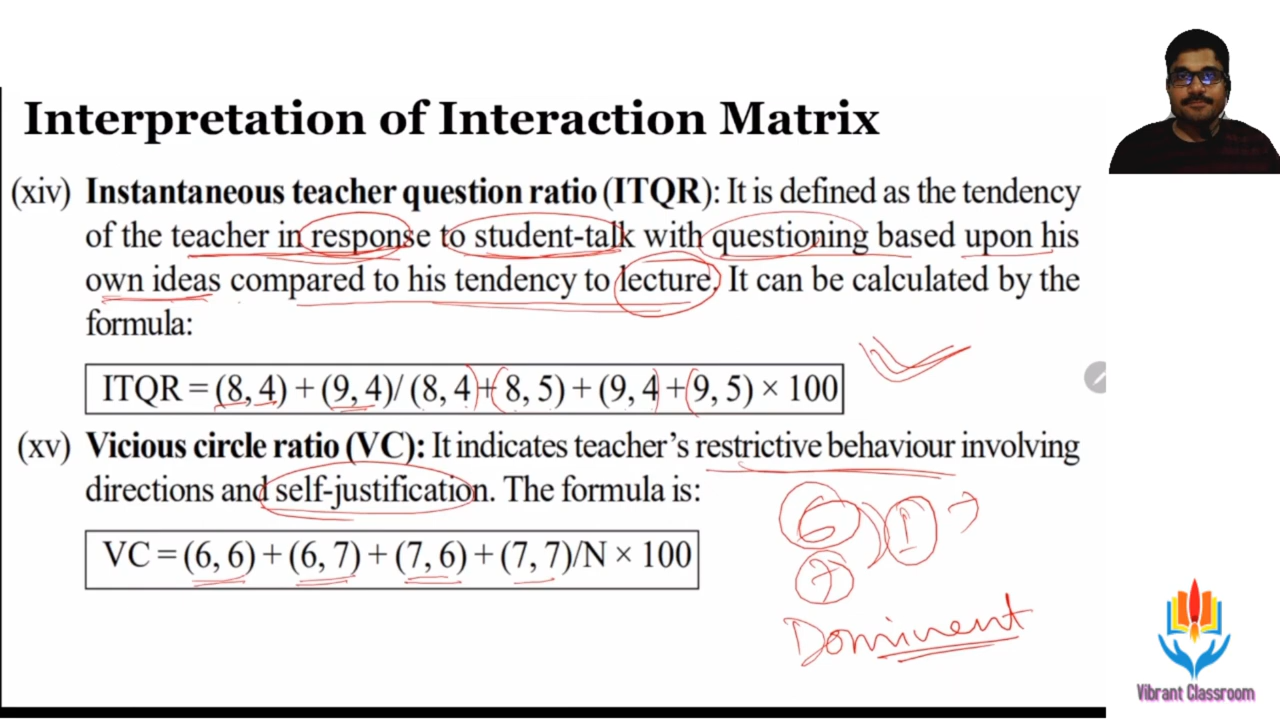 Interpretation of Interaction Matrix
(xiv) Instantaneous teacher question ratio (ITQR): It is defined as the tendency
of the teacher in response to student-talk with questioning based upon his
own ideas compared to his tendency to lecture. It can be calculated by the
formula:
ITQR = (8, 4) + (9, 4)/ (8, 4) + (8, 5) + (9, 4) + (9, 5) × 100
(xv) Vicious circle ratio (VC): It indicates teacher's restrictive behaviour involving
directions and self-justification. The formula is:
VC = (6, 6) + (6, 7) + (7, 6) + (7, 7)/N × 100
6
7
Dominent
Vibrant Classroom